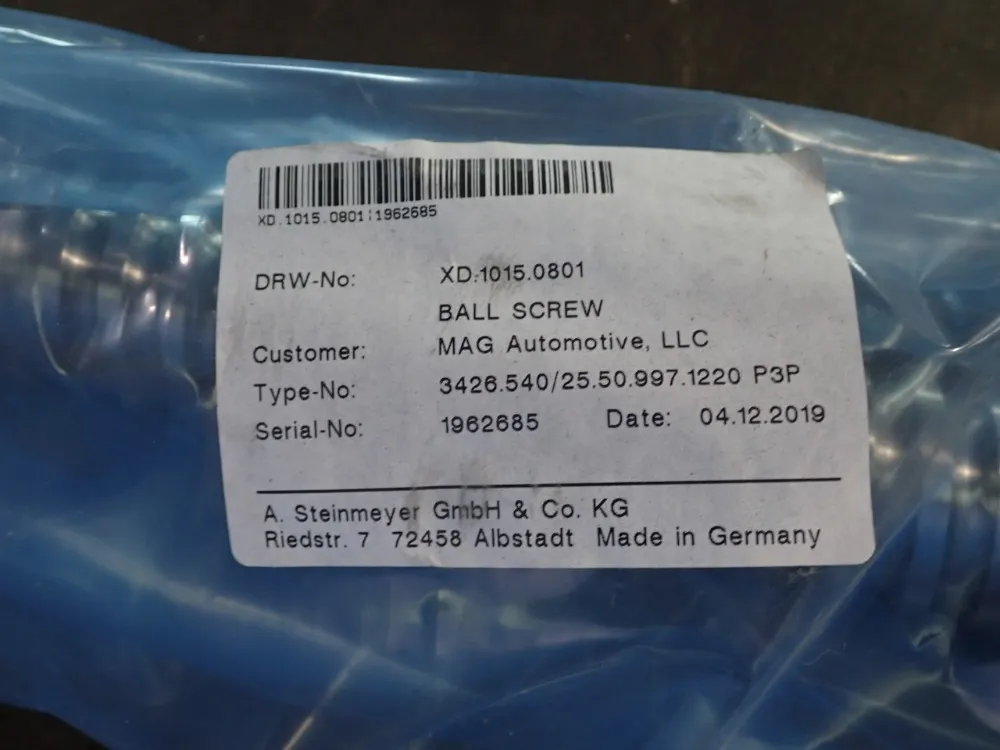 XD.1015.0801|1962685
DRW-No: XD.1015.0801
BALL SCREW
Customer: MAG Automotive, LLC
Type-No: 3426.540/25.50.997.1220 P3P
Serial-No: 1962685 Date: 04.12.2019
A. Steinmeyer GmbH & Co. KG
Riedstr. 7 72458 Albstadt Made in Germany